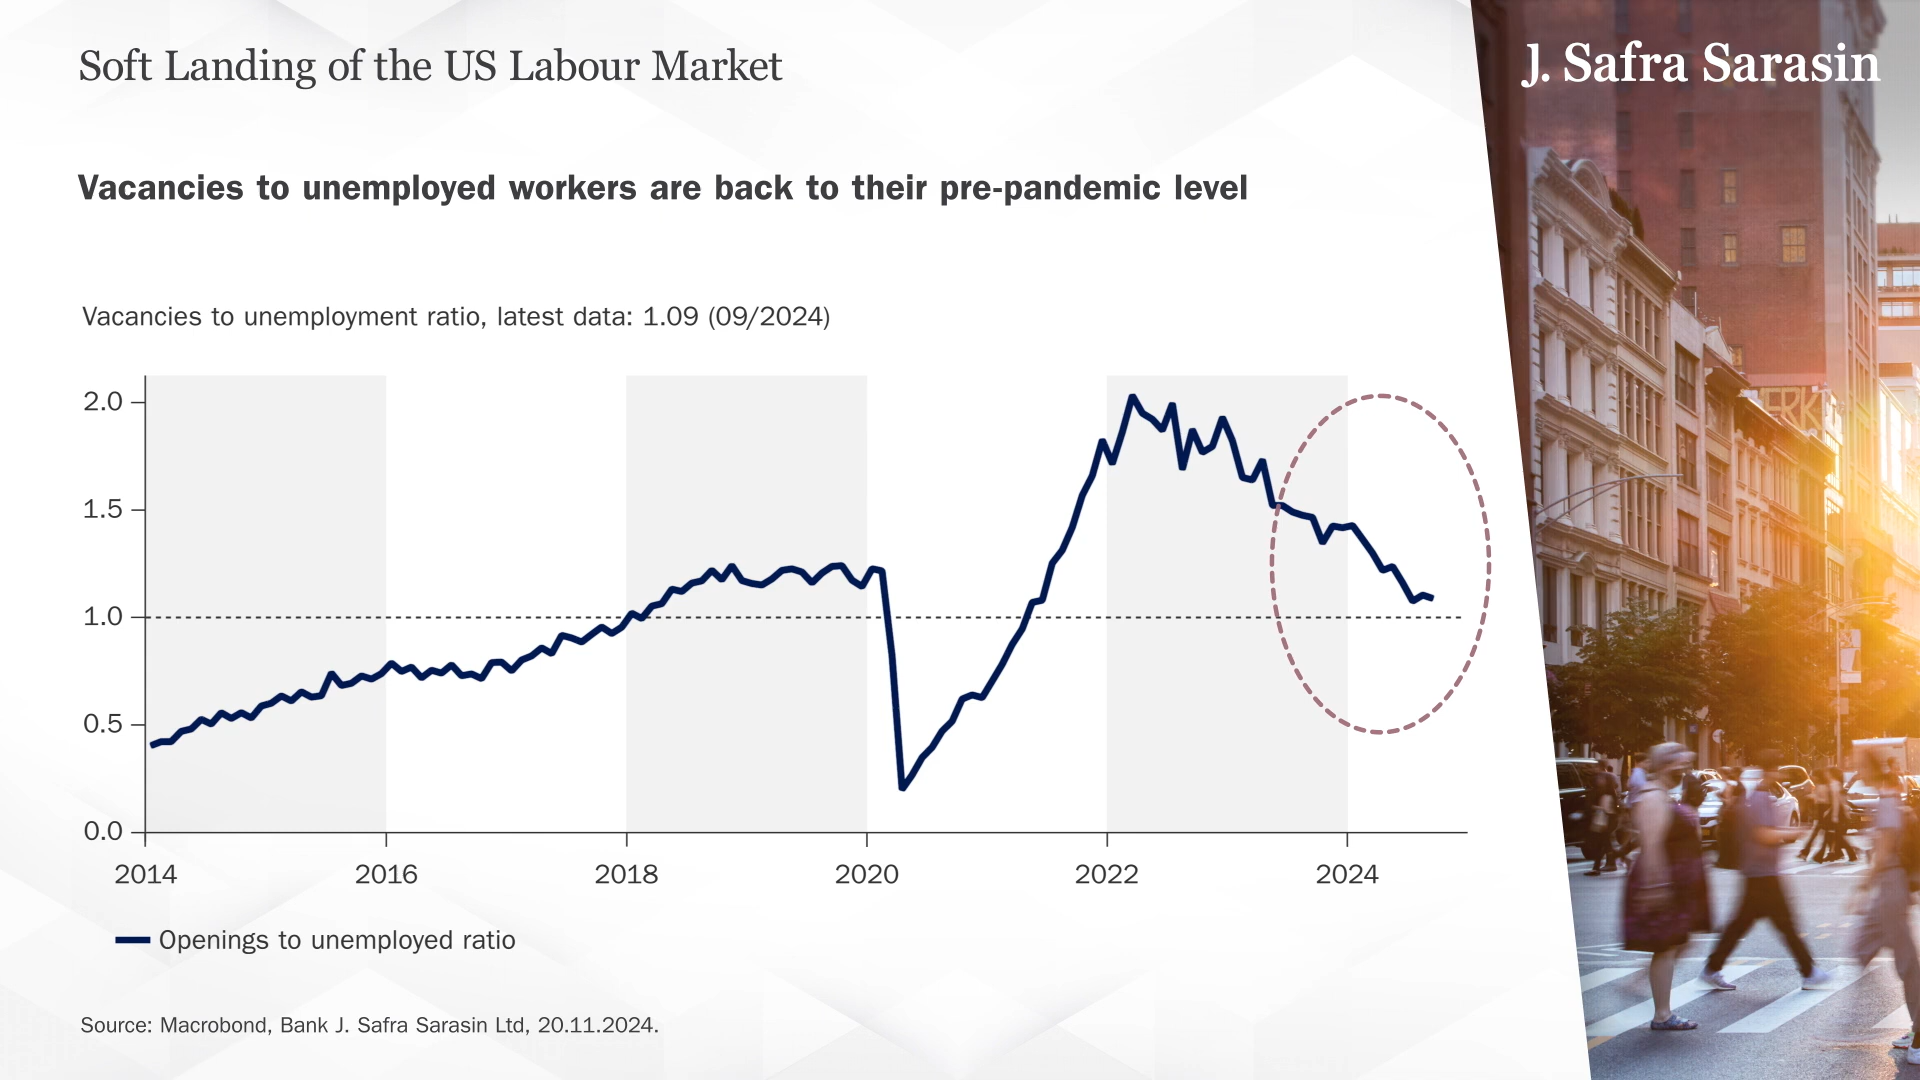 Soft Landing of the US Labour Market
J. Safra Sarasin
Vacancies to unemployed workers are back to their pre-pandemic level
Vacancies to unemployment ratio, latest data: 1.09 (09/2024)
2.0
1.5
1.0
0.5
0.0
2014 2016 2018 2020 2022 2024
Openings to unemployed ratio
Source: Macrobond, Bank J. Safra Sarasin Ltd, 20.11.2024.